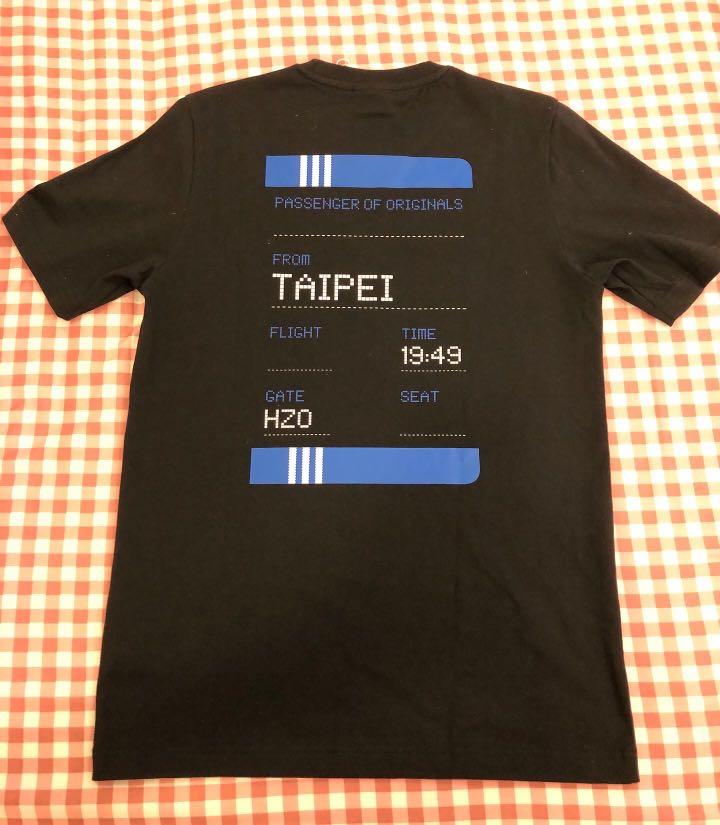 PASSENGER OF ORIGINALS
FROM
TAIPEI
FLIGHT TIME
19:49
GATE SEAT
HZO